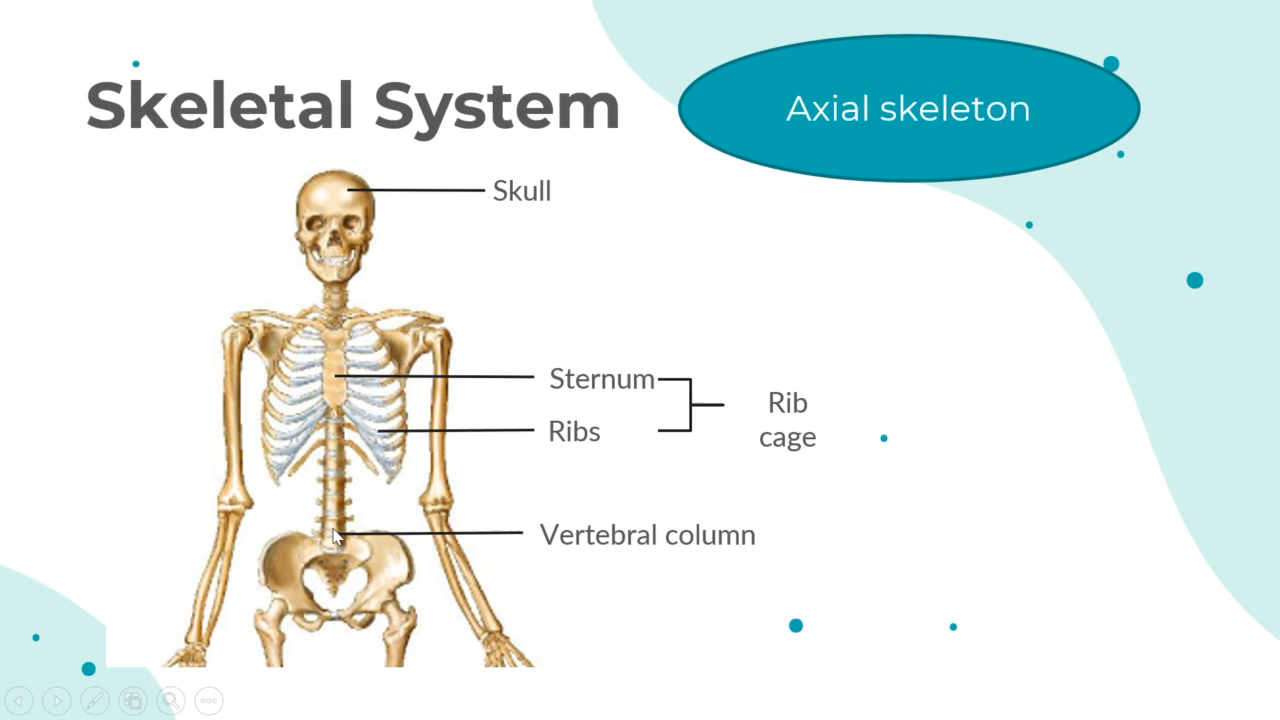 Skeletal System
Axial skeleton
Skull
Sternum
Ribs
Rib
cage
Vertebral column